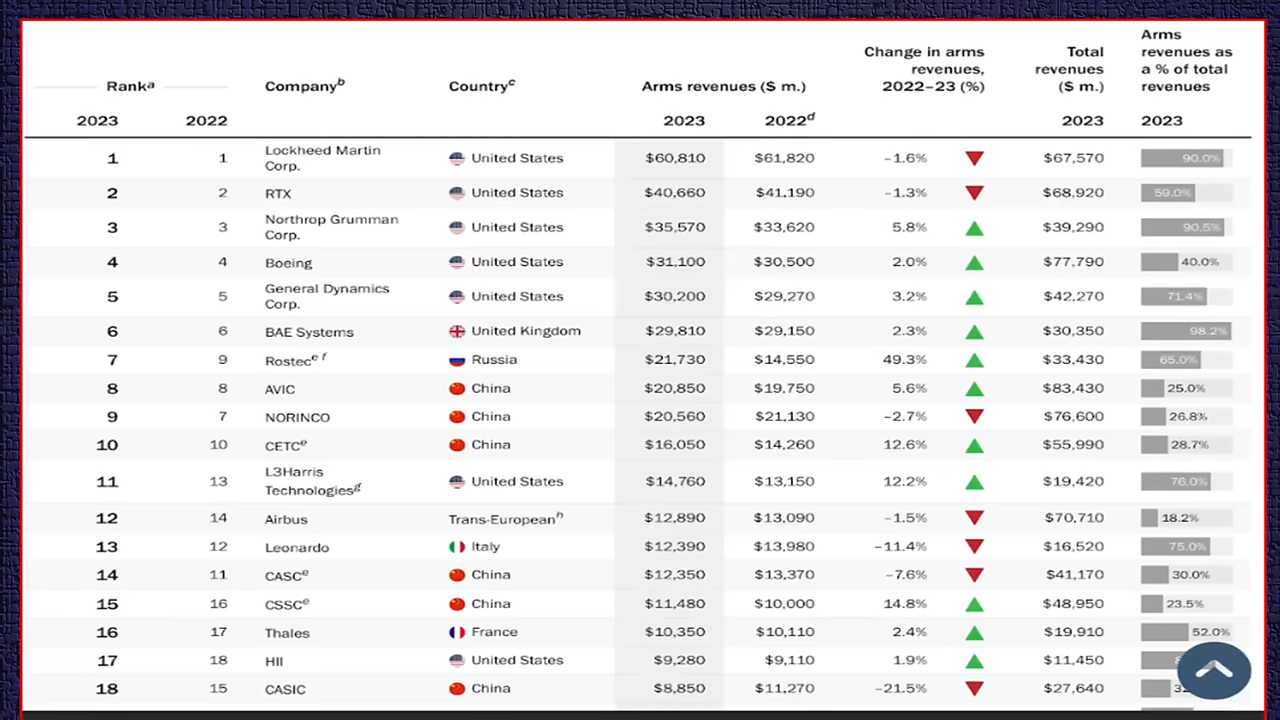 Rankᵃ Companyᵇ Countryᶜ Arms revenues ($ m.) Change in arms revenues, 2022–23 (%) Total revenues ($ m.) Arms revenues as a % of total revenues
2023 2022 2023 2022ᵈ 2023 2023
1 1 Lockheed Martin Corp. United States $60,810 $61,820 –1.6% $67,570 90.0%
2 2 RTX United States $40,660 $41,190 –1.3% $68,920 59.0%
3 3 Northrop Grumman Corp. United States $35,570 $33,620 5.8% $39,290 90.5%
4 4 Boeing United States $31,100 $30,500 2.0% $77,790 40.0%
5 5 General Dynamics Corp. United States $30,200 $29,270 3.2% $42,270 71.4%
6 6 BAE Systems United Kingdom $29,810 $29,150 2.3% $30,350 98.2%
7 9 Rostecᵉ ᶠ Russia $21,730 $14,550 49.3% $33,430 65.0%
8 8 AVIC China $20,850 $19,750 5.6% $83,430 25.0%
9 7 NORINCO China $20,560 $21,130 –2.7% $76,600 26.8%
10 10 CETCᵉ China $16,050 $14,260 12.6% $55,990 28.7%
11 13 L3Harris Technologiesᵍ United States $14,760 $13,150 12.2% $19,420 76.0%
12 14 Airbus Trans-Europeanʰ $12,890 $13,090 –1.5% $70,710 18.2%
13 12 Leonardo Italy $12,390 $13,980 –11.4% $16,520 75.0%
14 11 CASCᵉ China $12,350 $13,370 –7.6% $41,170 30.0%
15 16 CSSCᵉ China $11,480 $10,000 14.8% $48,950 23.5%
16 17 Thales France $10,350 $10,110 2.4% $19,910 52.0%
17 18 HII United States $9,280 $9,110 1.9% $11,450
18 15 CASIC China $8,850 $11,270 –21.5% $27,640